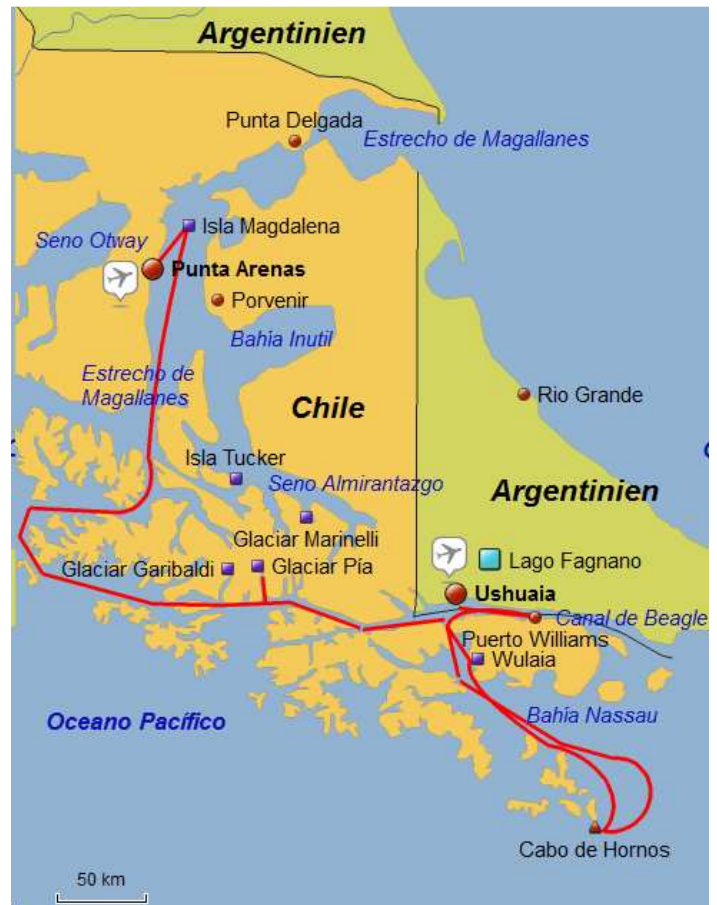 Argentinien
Punta Delgada
Estrecho de Magallanes
Isla Magdalena
Seno Otway
Punta Arenas
Porvenir
Bahia Inutil
Estrecho de
Magallanes
Rio Grande
Chile
Isla Tucker
Seno Almirantazgo
Argentinien
Glaciar Marinelli
Glaciar Garibaldi
Glaciar Pía
Lago Fagnano
Ushuaia
Canal de Beagle
Puerto Williams
Wulaia
Oceano Pacífico
Bahía Nassau
Cabo de Hornos
50 km